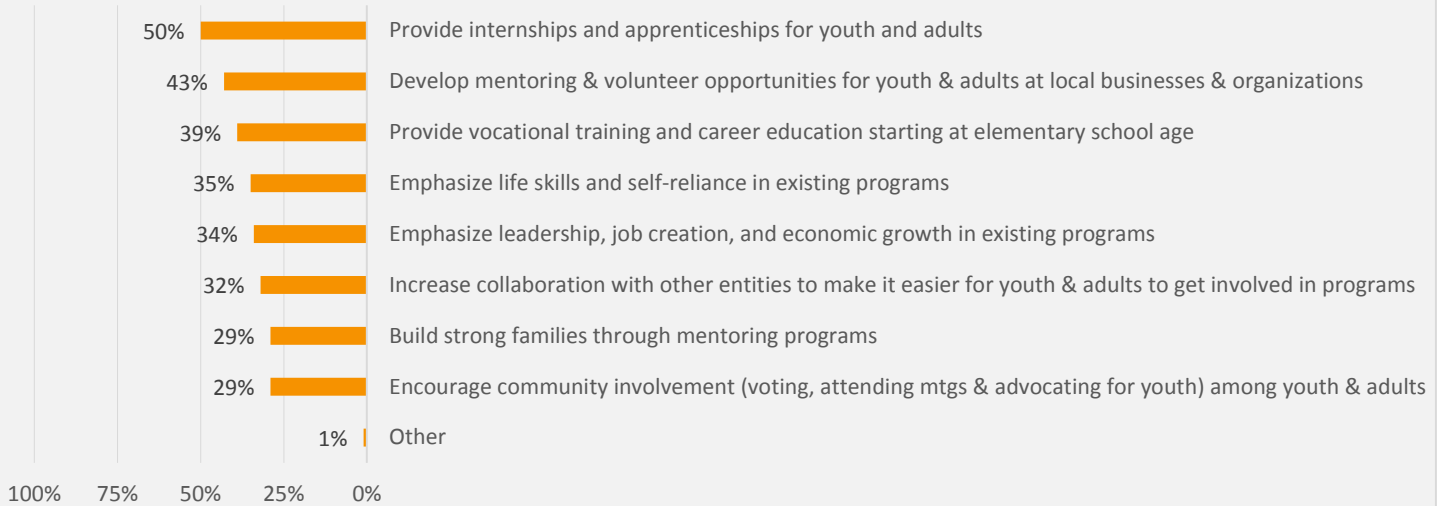 50% Provide internships and apprenticeships for youth and adults
43% Develop mentoring & volunteer opportunities for youth & adults at local businesses & organizations
39% Provide vocational training and career education starting at elementary school age
35% Emphasize life skills and self-reliance in existing programs
34% Emphasize leadership, job creation, and economic growth in existing programs
32% Increase collaboration with other entities to make it easier for youth & adults to get involved in programs
29% Build strong families through mentoring programs
29% Encourage community involvement (voting, attending mtgs & advocating for youth) among youth & adults
1% Other
100% 75% 50% 25% 0%